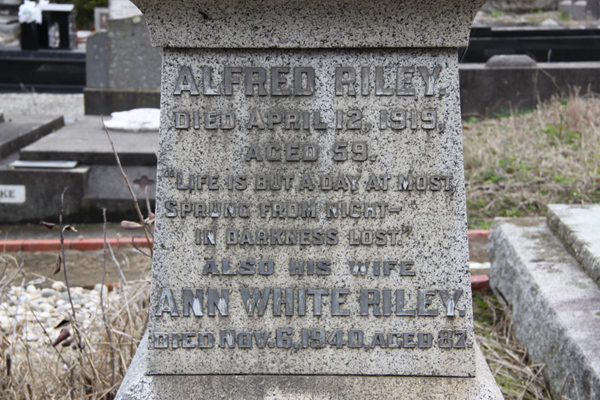 ALFRED RILEY,
DIED APRIL 12, 1919,
AGED 59.
"LIFE IS BUT A DAY AT MOST,
SPRUNG FROM NIGHT—
IN DARKNESS LOST."
ALSO HIS WIFE
ANN WHITE RILEY,
DIED NOV. 6, 1940. AGED 87.